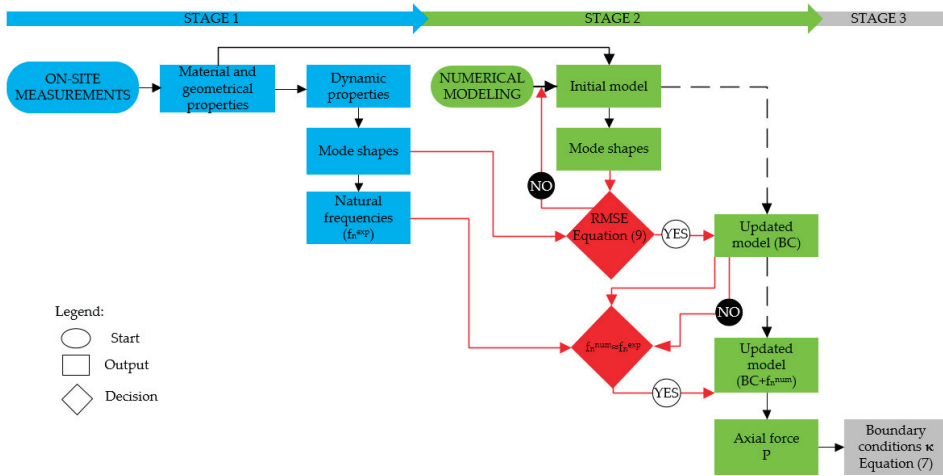 STAGE 1
STAGE 2
STAGE 3
ON-SITE
MEASUREMENTS
Material and
geometrical
properties
Dynamic
properties
NUMERICAL
MODELING
Initial model
Mode shapes
Mode shapes
NO
Natural
frequencies
(fₙᵉˣᵖ)
RMSE
Equation (9)
YES
Updated
model (BC)
Legend:
Start
Output
Decision
NO
fₙⁿᵘᵐ≈fₙᵉˣᵖ
YES
Updated
model
(BC+fₙⁿᵘᵐ)
Axial force
P
Boundary
conditions κ
Equation (7)